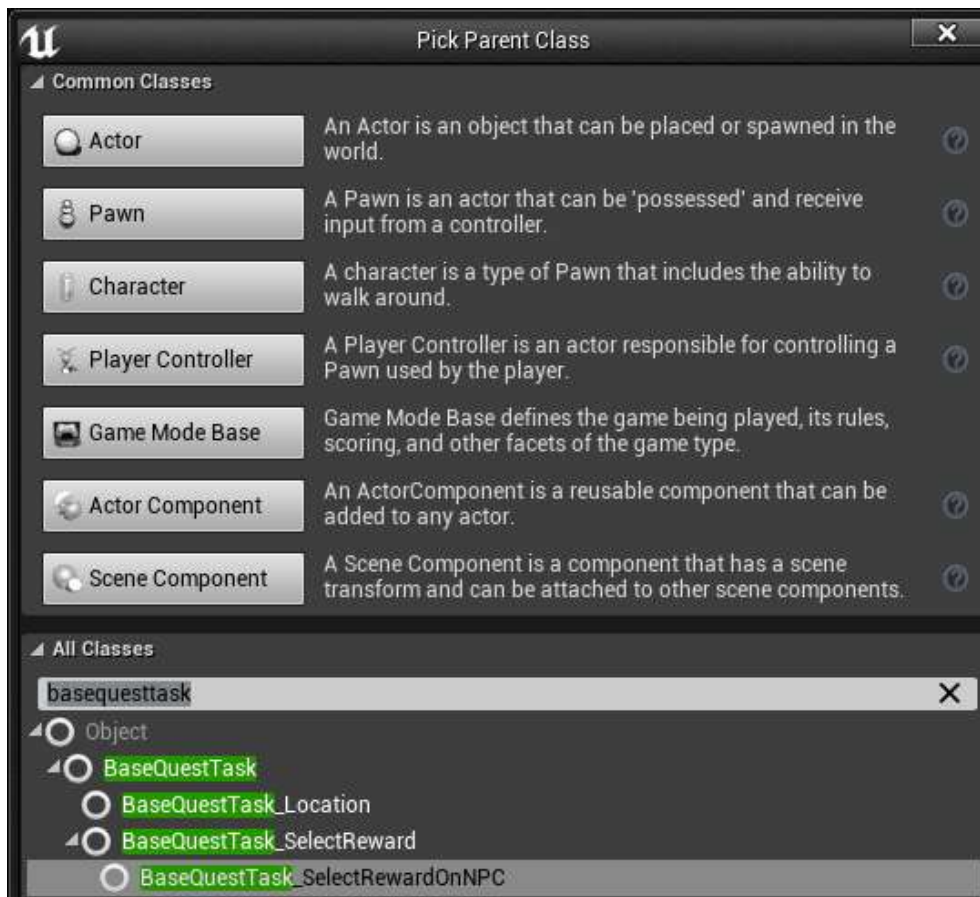 Pick Parent Class
Common Classes
Actor
An Actor is an object that can be placed or spawned in the
world.
Pawn
A Pawn is an actor that can be 'possessed' and receive
input from a controller.
Character
A character is a type of Pawn that includes the ability to
walk around.
Player Controller
A Player Controller is an actor responsible for controlling a
Pawn used by the player.
Game Mode Base
Game Mode Base defines the game being played, its rules,
scoring, and other facets of the game type.
Actor Component
An ActorComponent is a reusable component that can be
added to any actor.
Scene Component
A Scene Component is a component that has a scene
transform and can be attached to other scene components.
All Classes
basequesttask
Object
BaseQuestTask
BaseQuestTask_Location
BaseQuestTask_SelectReward
BaseQuestTask_SelectRewardOnNPC